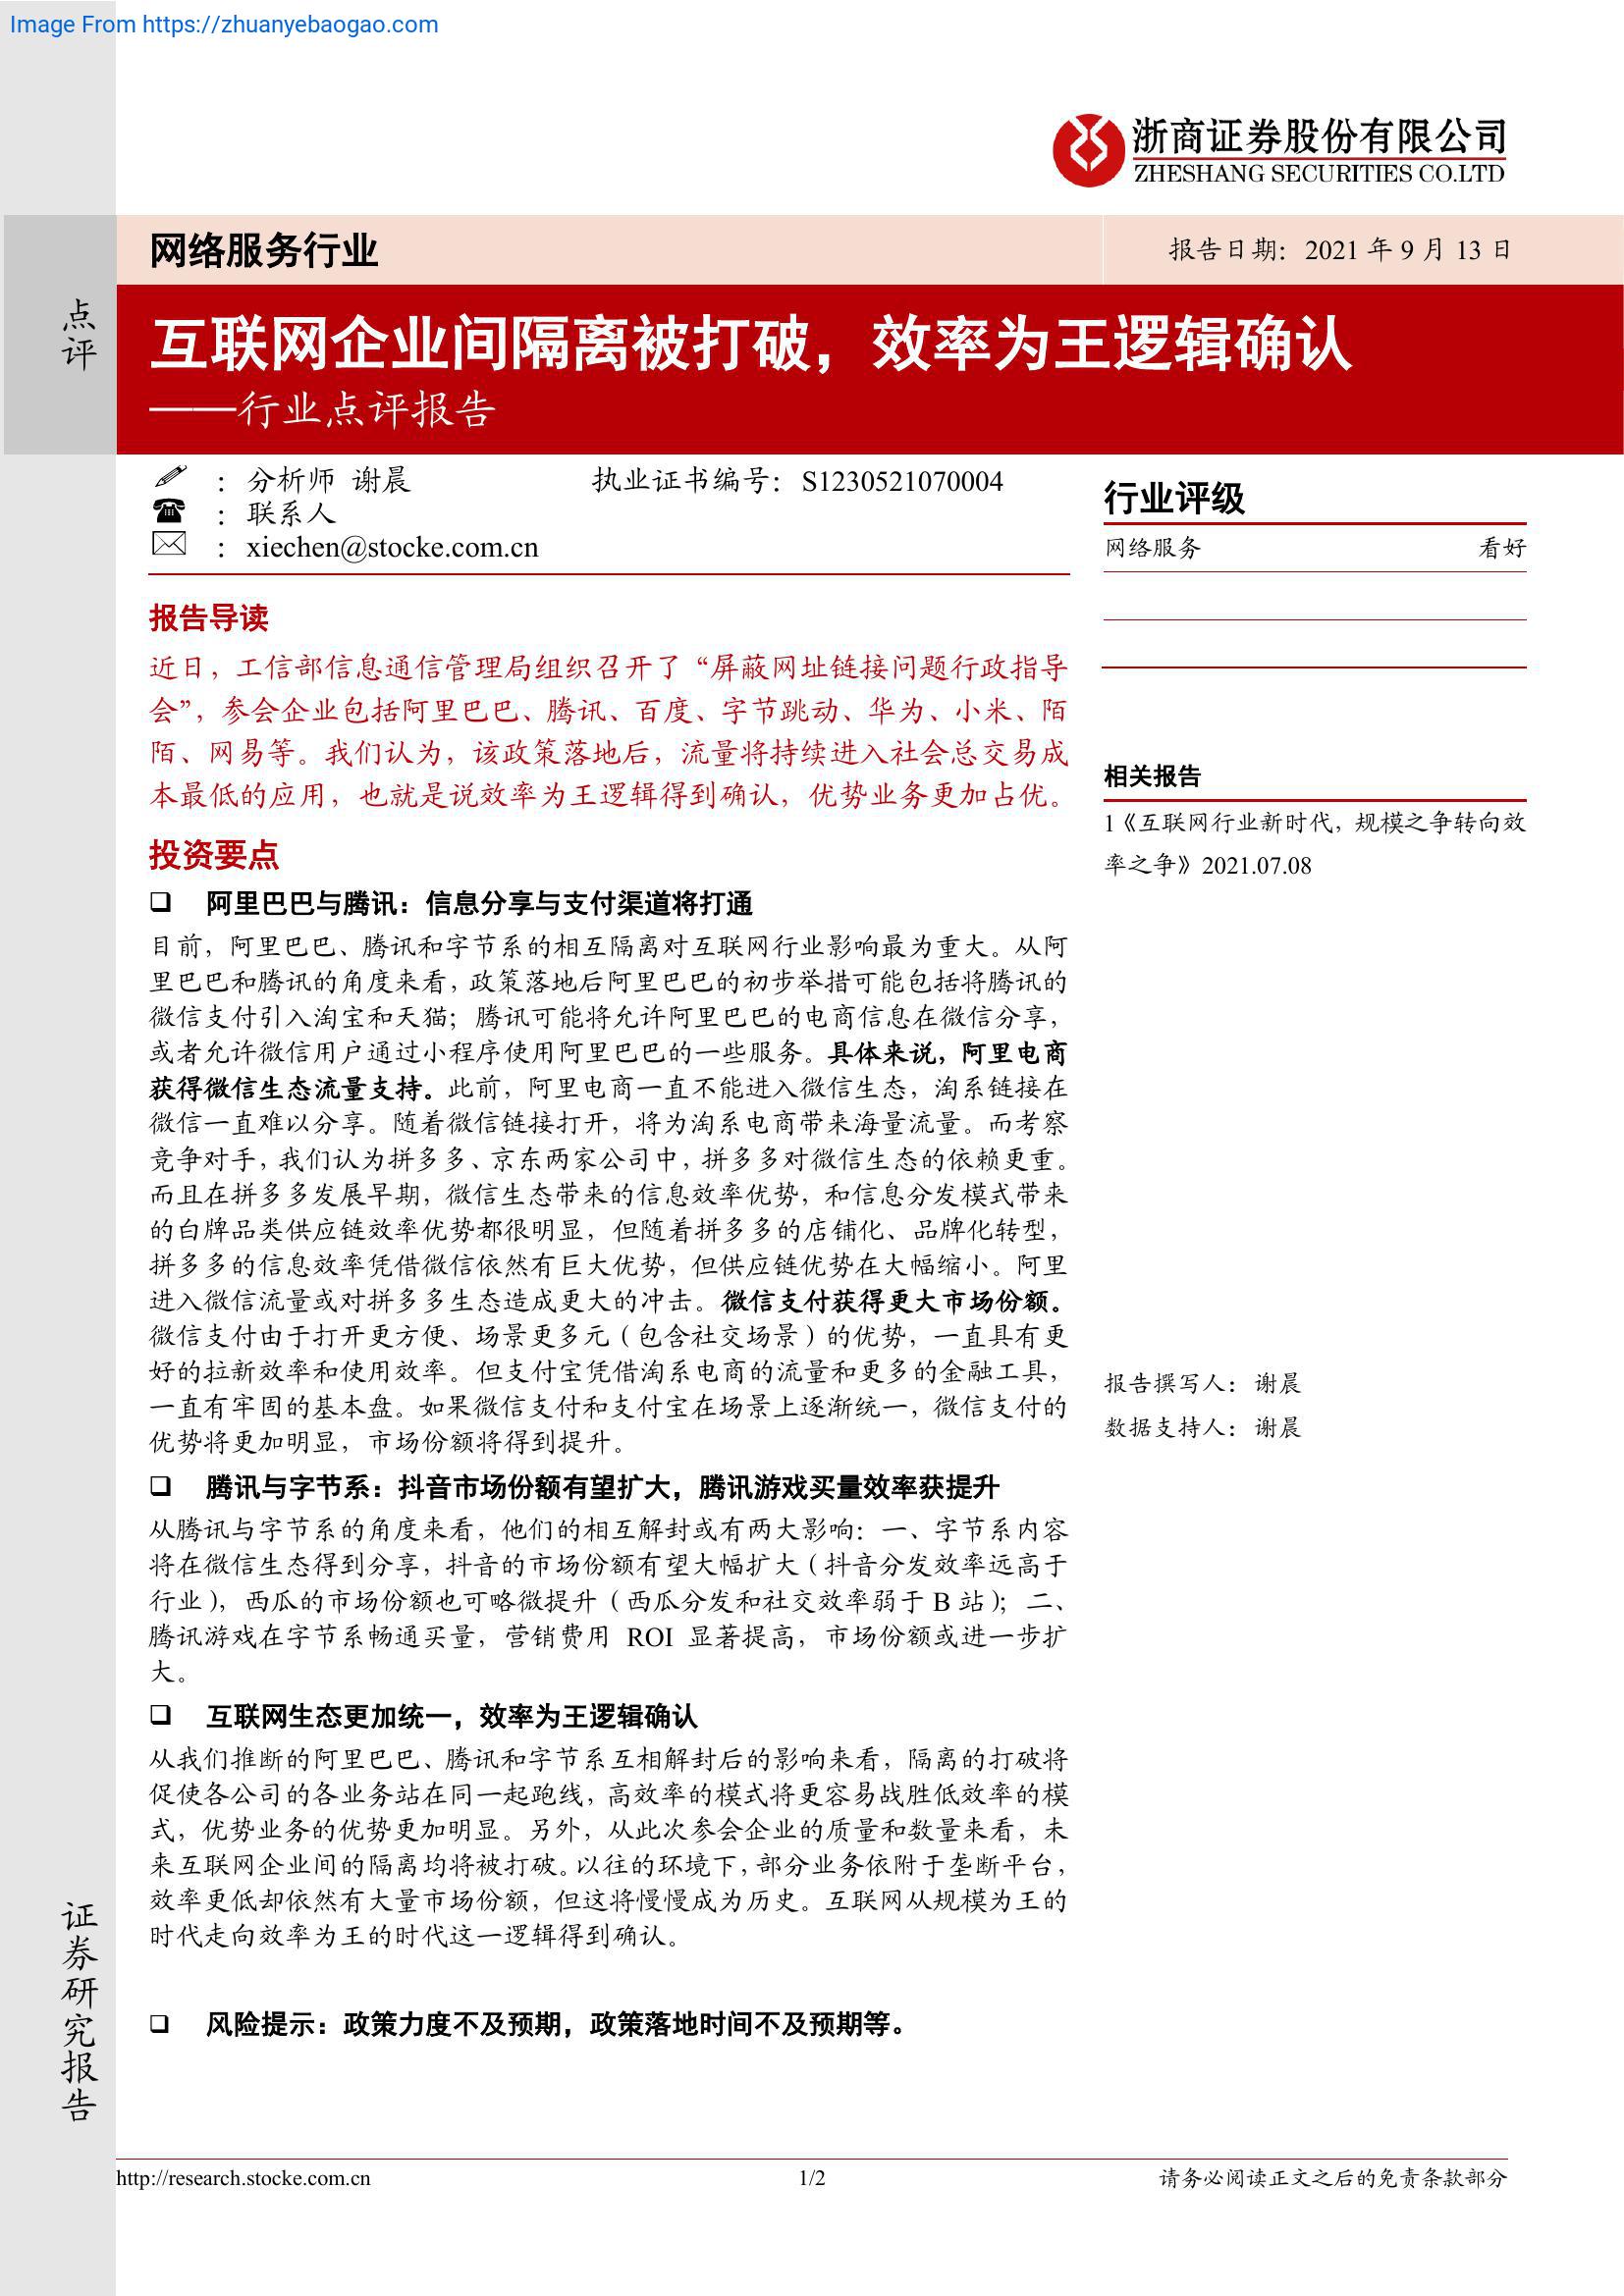 Image From https://zhuanyebaogao.com
浙商证券股份有限公司
ZHESHANG SECURITIES CO.LTD
网络服务行业
报告日期：2021 年 9 月 13 日
点评
互联网企业间隔离被打破，效率为王逻辑确认
——行业点评报告
：分析师 谢晨 执业证书编号：S1230521070004
：联系人
：xiechen@stocke.com.cn
行业评级
网络服务 看好
报告导读
近日，工信部信息通信管理局组织召开了“屏蔽网址链接问题行政指导
会”，参会企业包括阿里巴巴、腾讯、百度、字节跳动、华为、小米、陌
陌、网易等。我们认为，该政策落地后，流量将持续进入社会总交易成
本最低的应用，也就是说效率为王逻辑得到确认，优势业务更加占优。
相关报告
1《互联网行业新时代，规模之争转向效
率之争》2021.07.08
投资要点
❑ 阿里巴巴与腾讯：信息分享与支付渠道将打通
目前，阿里巴巴、腾讯和字节系的相互隔离对互联网行业影响最为重大。从阿
里巴巴和腾讯的角度来看，政策落地后阿里巴巴的初步举措可能包括将腾讯的
微信支付引入淘宝和天猫；腾讯可能将允许阿里巴巴的电商信息在微信分享，
或者允许微信用户通过小程序使用阿里巴巴的一些服务。具体来说，阿里电商
获得微信生态流量支持。此前，阿里电商一直不能进入微信生态，淘系链接在
微信一直难以分享。随着微信链接打开，将为淘系电商带来海量流量。而考察
竞争对手，我们认为拼多多、京东两家公司中，拼多多对微信生态的依赖更重。
而且在拼多多发展早期，微信生态带来的信息效率优势，和信息分发模式带来
的白牌品类供应链效率优势都很明显，但随着拼多多的店铺化、品牌化转型，
拼多多的信息效率凭借微信依然有巨大优势，但供应链优势在大幅缩小。阿里
进入微信流量或对拼多多生态造成更大的冲击。微信支付获得更大市场份额。
微信支付由于打开更方便、场景更多元（包含社交场景）的优势，一直具有更
好的拉新效率和使用效率。但支付宝凭借淘系电商的流量和更多的金融工具，
一直有牢固的基本盘。如果微信支付和支付宝在场景上逐渐统一，微信支付的
优势将更加明显，市场份额将得到提升。
报告撰写人：谢晨
数据支持人：谢晨
❑ 腾讯与字节系：抖音市场份额有望扩大，腾讯游戏买量效率获提升
从腾讯与字节系的角度来看，他们的相互解封或有两大影响：一、字节系内容
将在微信生态得到分享，抖音的市场份额有望大幅扩大（抖音分发效率远高于
行业），西瓜的市场份额也可略微提升（西瓜分发和社交效率弱于 B 站）；二、
腾讯游戏在字节系畅通买量，营销费用 ROI 显著提高，市场份额或进一步扩
大。
❑ 互联网生态更加统一，效率为王逻辑确认
从我们推断的阿里巴巴、腾讯和字节系互相解封后的影响来看，隔离的打破将
促使各公司的各业务站在同一起跑线，高效率的模式将更容易战胜低效率的模
式，优势业务的优势更加明显。另外，从此次参会企业的质量和数量来看，未
来互联网企业间的隔离均将被打破。以往的环境下，部分业务依附于垄断平台，
效率更低却依然有大量市场份额，但这将慢慢成为历史。互联网从规模为王的
时代走向效率为王的时代这一逻辑得到确认。
❑ 风险提示：政策力度不及预期，政策落地时间不及预期等。
证券研究报告
http://research.stocke.com.cn
1/2
请务必阅读正文之后的免责条款部分